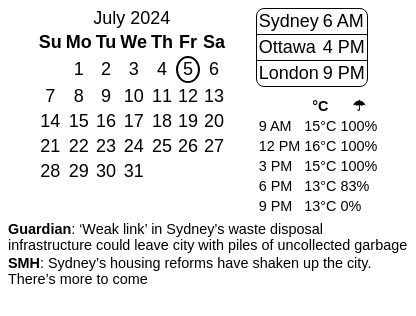 July 2024
Su Mo Tu We Th Fr Sa
1 2 3 4 5 6
7 8 9 10 11 12 13
14 15 16 17 18 19 20
21 22 23 24 25 26 27
28 29 30 31
Sydney 6 AM
Ottawa 4 PM
London 9 PM
°C ☂
9 AM 15°C 100%
12 PM 16°C 100%
3 PM 15°C 100%
6 PM 13°C 83%
9 PM 13°C 0%
Guardian: ‘Weak link’ in Sydney’s waste disposal
infrastructure could leave city with piles of uncollected garbage
SMH: Sydney’s housing reforms have shaken up the city.
There’s more to come